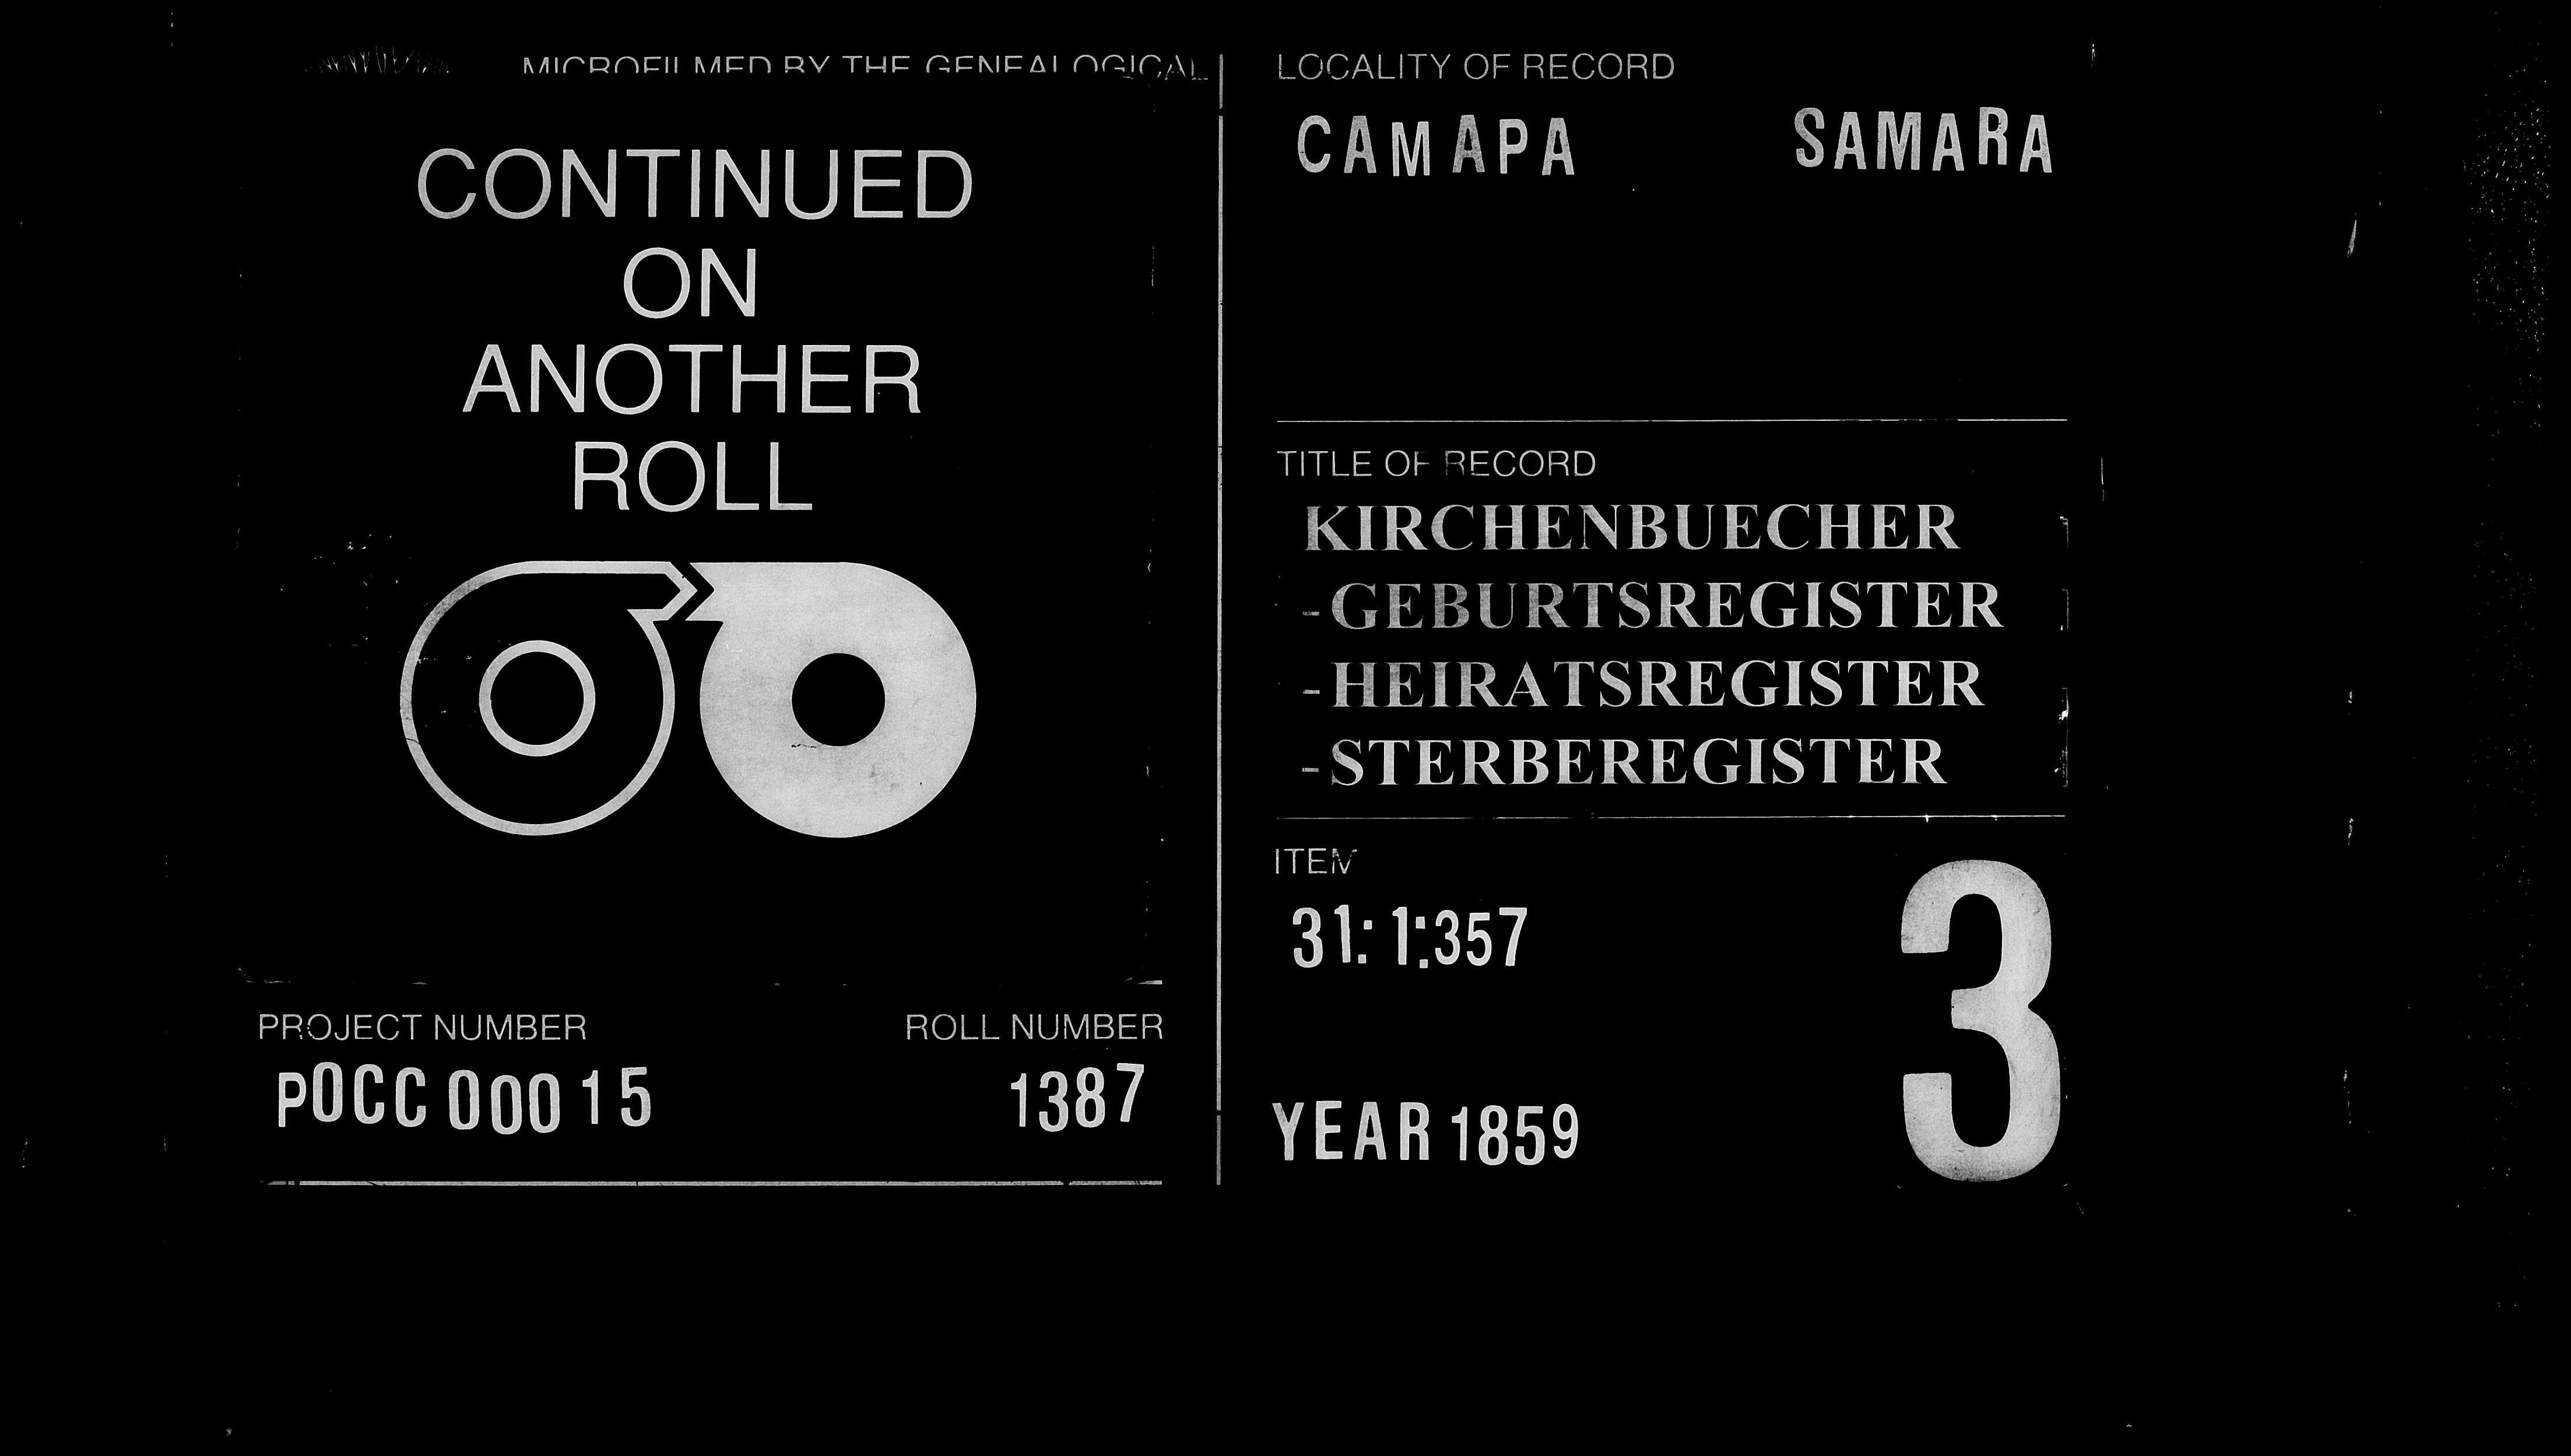 MICROFILMED BY THE GENEALOGICAL
CONTINUED
ON
ANOTHER
ROLL
PROJECT NUMBER
POCC 00015
ROLL NUMBER
1387
LOCALITY OF RECORD
САМАРА
SAMARA
TITLE OF RECORD
KIRCHENBUECHER
-GEBURTSREGISTER
-HEIRATSREGISTER
-STERBEREGISTER
ITEM
31:1:357
3
YEAR 1859